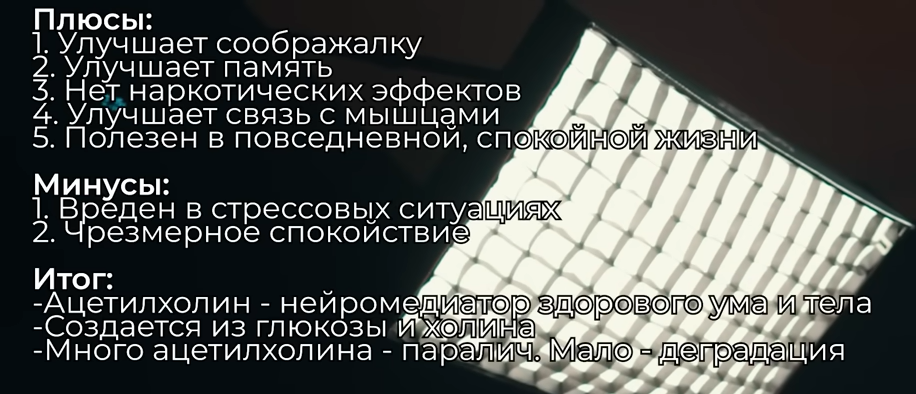 Плюсы:
1. Улучшает соображалку
2. Улучшает память
3. Нет наркотических эффектов
4. Улучшает связь с мышцами
5. Полезен в повседневной, спокойной жизни
Минусы:
1. Вреден в стрессовых ситуациях
2. Чрезмерное спокойствие
Итог:
-Ацетилхолин - нейромедиатор здорового ума и тела
-Создается из глюкозы и холина
-Много ацетилхолина - паралич. Мало - деградация